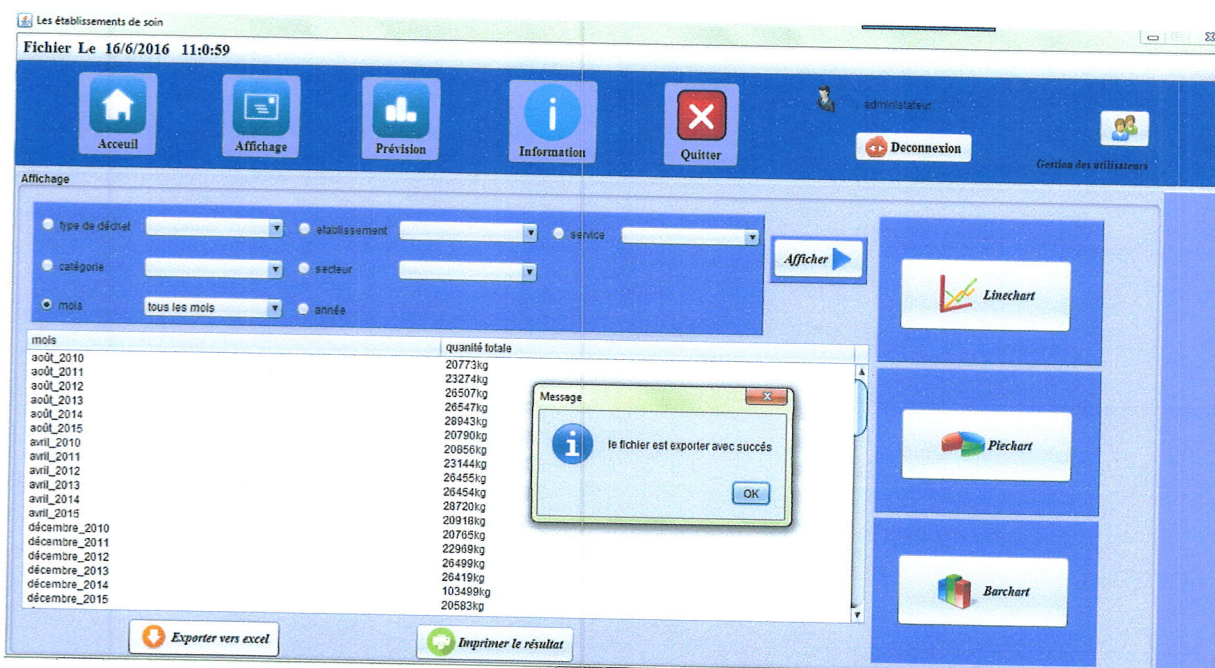 Les établissements de soin
Fichier Le 16/6/2016 11:0:59
Acceuil
Affichage
Prévision
Information
Quitter
administateur
Deconnexion
Gestion des utilisateurs
Affichage
type de déchet
etablissement
service
catégorie
secteur
mois
tous les mois
année
Afficher
Linechart
Piechart
Barchart
mois quanité totale
août_2010 20773kg
août_2011 23274kg
août_2012 26507kg
août_2013 26547kg
août_2014 28943kg
août_2015 20790kg
avril_2010 20856kg
avril_2011 23144kg
avril_2012 26455kg
avril_2013 26454kg
avril_2014 28720kg
avril_2015 20918kg
décembre_2010 20765kg
décembre_2011 22969kg
décembre_2012 26499kg
décembre_2013 26419kg
décembre_2014 103499kg
décembre_2015 20583kg
Message
le fichier est exporter avec succés
OK
Exporter vers excel
Imprimer le résultat